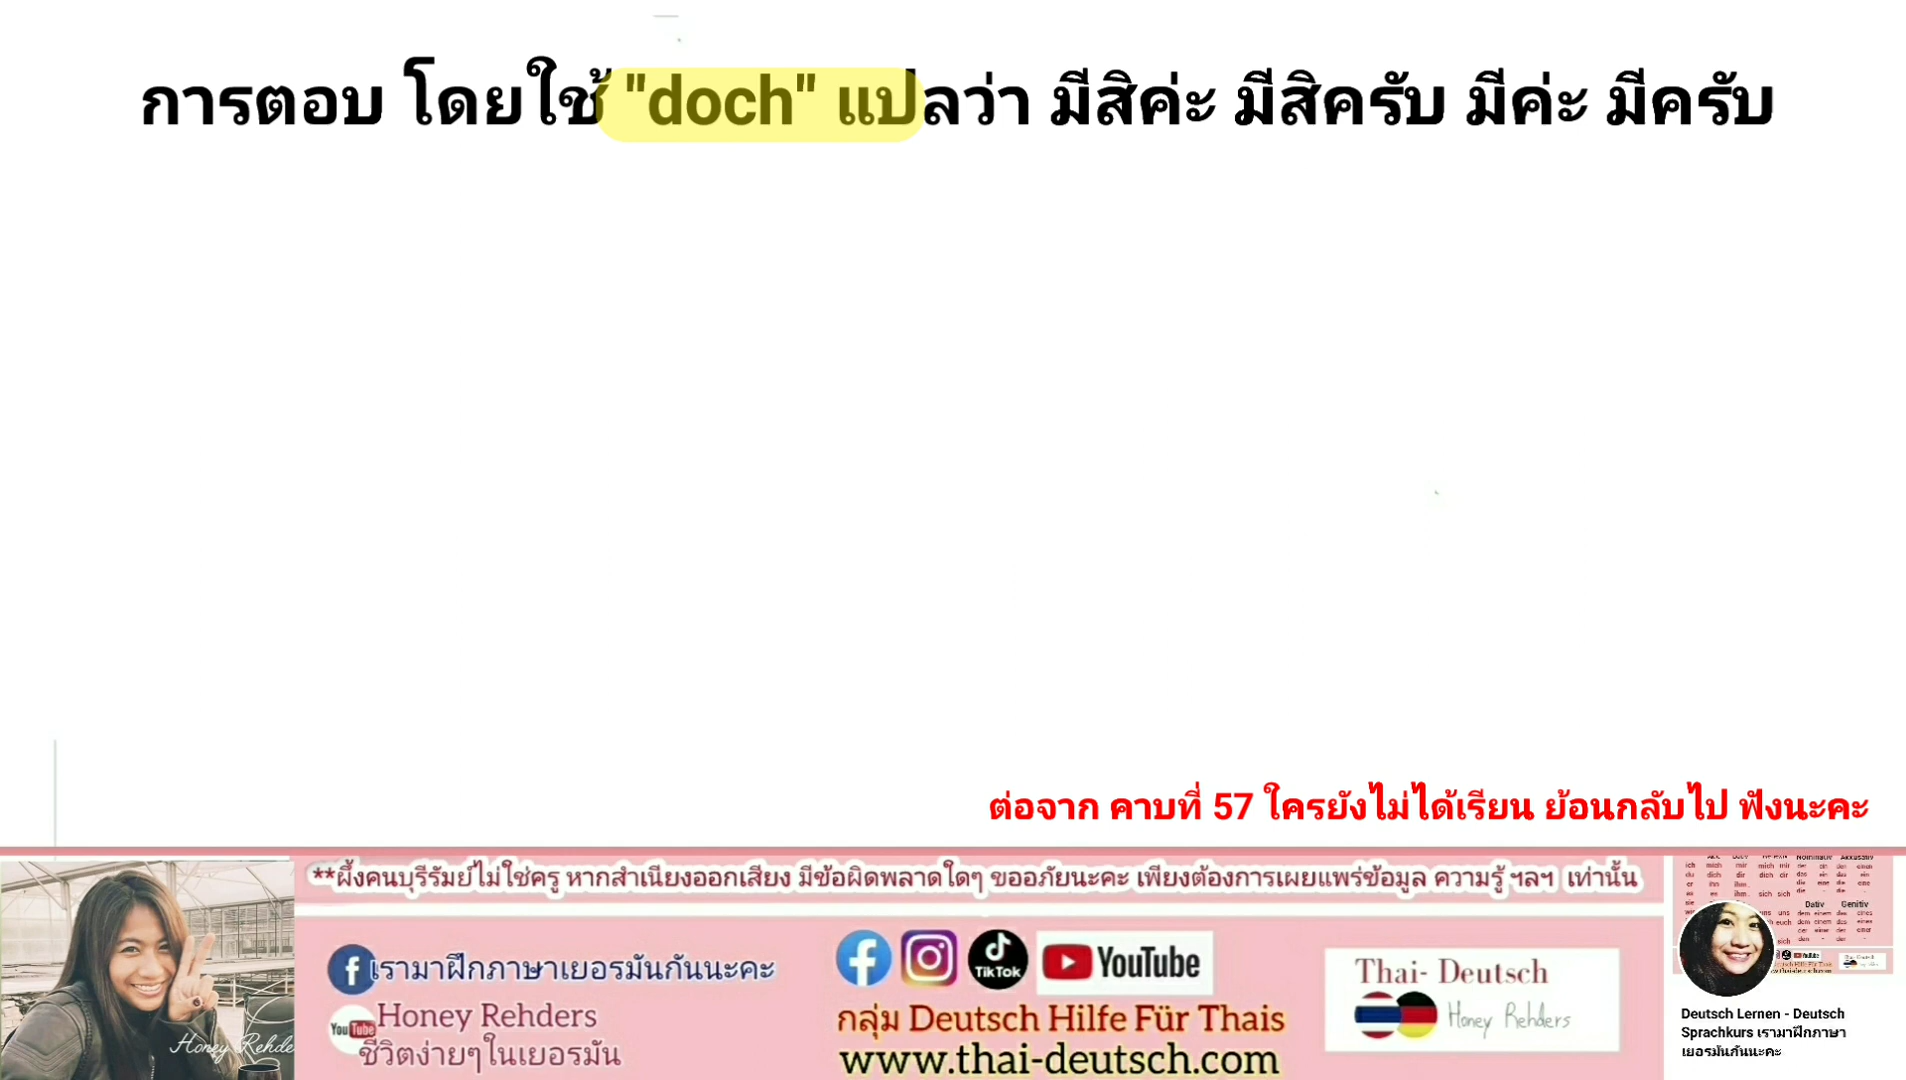 การตอบ โดยใช้ "doch" แปลว่า มีสิค่ะ มีสิครับ มีค่ะ มีครับ
ต่อจาก คาบที่ 57 ใครยังไม่ได้เรียน ย้อนกลับไป ฟังนะคะ
**ผึ้งคนบุรีรัมย์ไม่ใช่ครู หากสำเนียงออกเสียง มีข้อผิดพลาดใดๆ ขออภัยนะคะ เพียงต้องการเผยแพร่ข้อมูล ความรู้ ฯลฯ เท่านั้น
เรามาฝึกภาษาเยอรมันกันนะคะ
YouTube Honey Rehders
ชีวิตง่ายๆในเยอรมัน
Honey Rehde
TikTok YouTube
กลุ่ม Deutsch Hilfe Für Thais
www.thai-deutsch.com
Thai- Deutsch
Honey Rehders
Dativ Genitiv
Deutsch Lernen - Deutsch
Sprachkurs เรามาฝึกภาษา
เยอรมันกันนะคะ